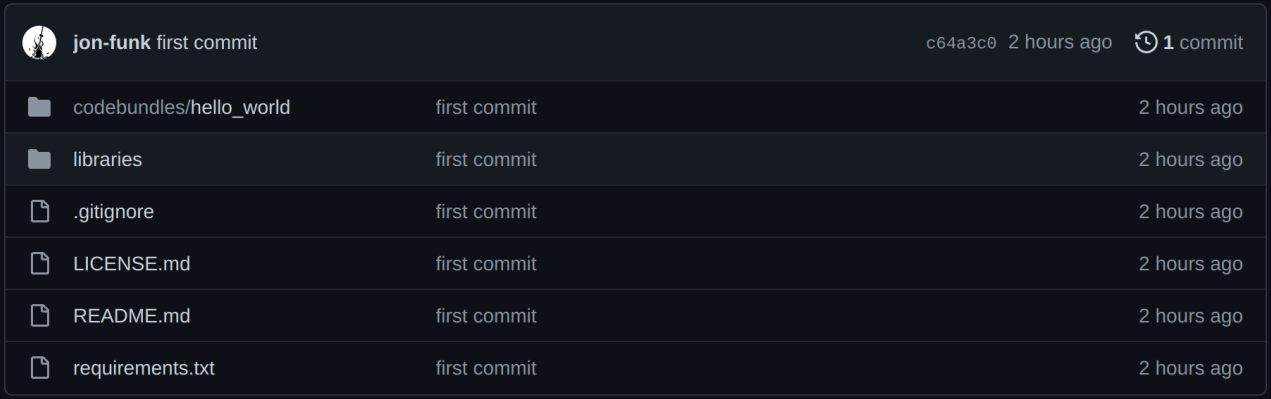 jon-funk first commit c64a3c0 2 hours ago 1 commit
codebundles/hello_world first commit 2 hours ago
libraries first commit 2 hours ago
.gitignore first commit 2 hours ago
LICENSE.md first commit 2 hours ago
README.md first commit 2 hours ago
requirements.txt first commit 2 hours ago